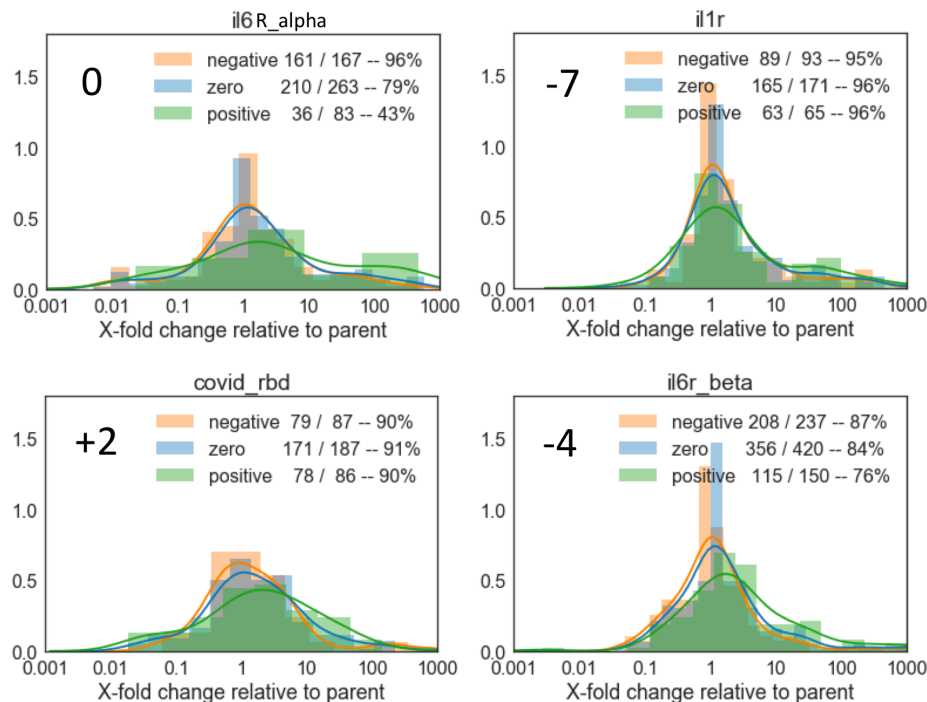 il6 R_alpha
0
negative 161 / 167 -- 96%
zero 210 / 263 -- 79%
positive 36 / 83 -- 43%
1.5
1.0
0.5
0.0
0.001 0.01 0.1 1 10 100 1000
X-fold change relative to parent
il1r
-7
negative 89 / 93 -- 95%
zero 165 / 171 -- 96%
positive 63 / 65 -- 96%
1.5
1.0
0.5
0.0
0.001 0.01 0.1 1 10 100 1000
X-fold change relative to parent
covid_rbd
+2
negative 79 / 87 -- 90%
zero 171 / 187 -- 91%
positive 78 / 86 -- 90%
1.5
1.0
0.5
0.0
0.001 0.01 0.1 1 10 100 1000
X-fold change relative to parent
il6r_beta
-4
negative 208 / 237 -- 87%
zero 356 / 420 -- 84%
positive 115 / 150 -- 76%
1.5
1.0
0.5
0.0
0.001 0.01 0.1 1 10 100 1000
X-fold change relative to parent